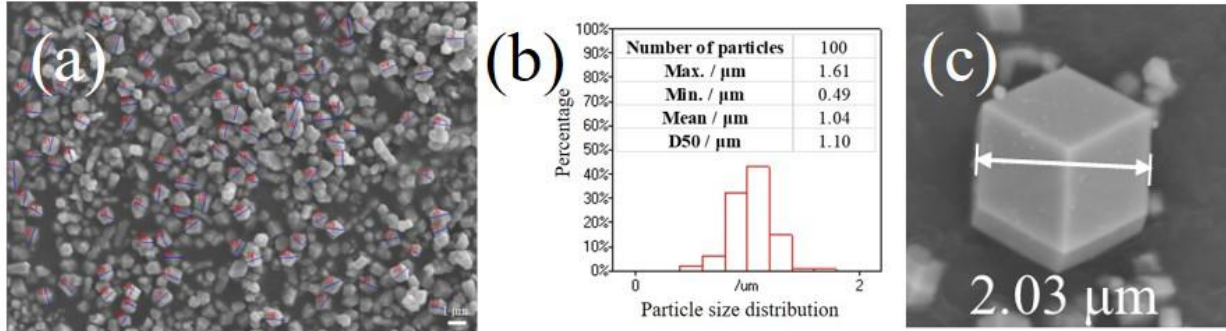 (a)
1 μm
(b)
Percentage
100%
90%
80%
70%
60%
50%
40%
30%
20%
10%
0%
Number of particles 100
Max. / μm 1.61
Min. / μm 0.49
Mean / μm 1.04
D50 / μm 1.10
0 /um 2
Particle size distribution
(c)
2.03 μm